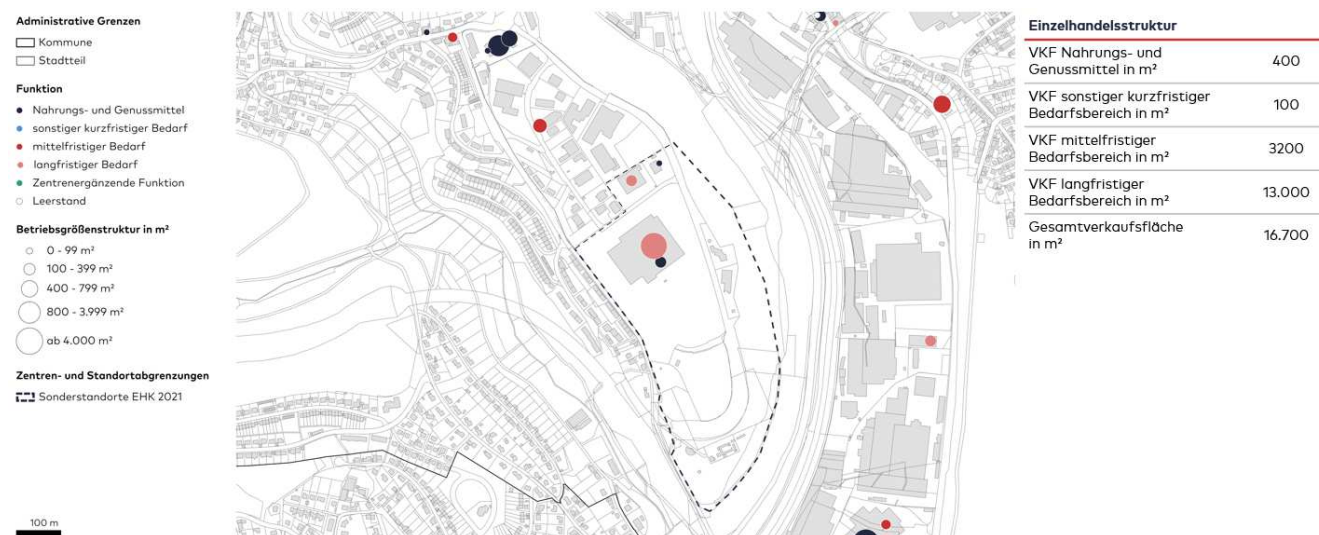 Administrative Grenzen
Kommune
Stadtteil
Funktion
Nahrungs- und Genussmittel
sonstiger kurzfristiger Bedarf
mittelfristiger Bedarf
langfristiger Bedarf
Zentrenergänzende Funktion
Leerstand
Betriebsgrößenstruktur in m²
0 - 99 m²
100 - 399 m²
400 - 799 m²
800 - 3.999 m²
ab 4.000 m²
Zentren- und Standortabgrenzungen
Sonderstandorte EHK 2021
100 m
Einzelhandelsstruktur
VKF Nahrungs- und
Genussmittel in m² 400
VKF sonstiger kurzfristiger
Bedarfsbereich in m² 100
VKF mittelfristiger
Bedarfsbereich in m² 3200
VKF langfristiger
Bedarfsbereich in m² 13.000
Gesamtverkaufsfläche
in m² 16.700